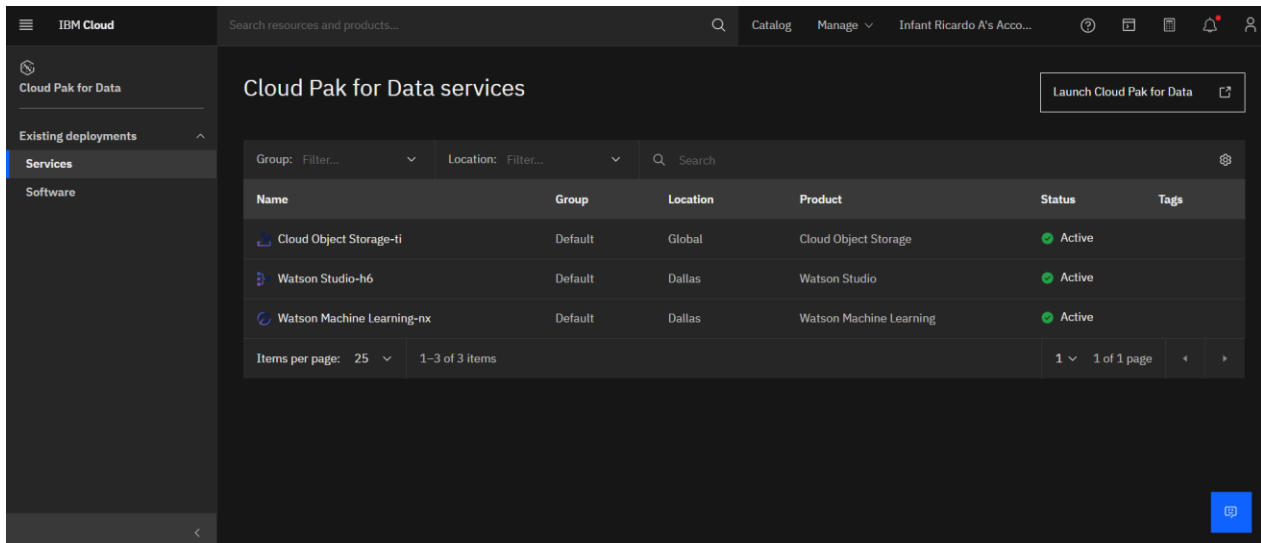 IBM Cloud
Search resources and products...
Catalog
Manage
Infant Ricardo A's Acco...
Cloud Pak for Data
Existing deployments
Services
Software
Cloud Pak for Data services
Launch Cloud Pak for Data
Group: Filter...
Location: Filter...
Search
Name Group Location Product Status Tags
Cloud Object Storage-ti Default Global Cloud Object Storage Active
Watson Studio-h6 Default Dallas Watson Studio Active
Watson Machine Learning-nx Default Dallas Watson Machine Learning Active
Items per page: 25 1–3 of 3 items 1 1 of 1 page